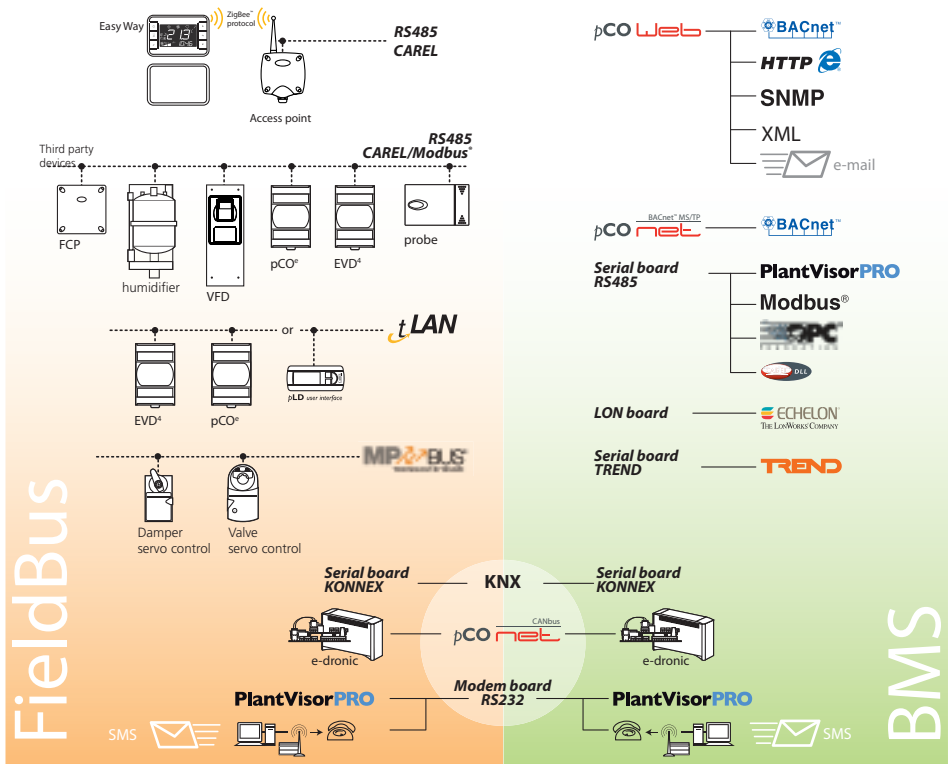 Easy Way
ZigBee™
protocol
213
RS485
CAREL
Access point
RS485
CAREL/Modbus®
Third party
devices
FCP
humidifier
VFD
pCOᵉ
EVD⁴
probe
or
tLAN
EVD⁴
pCOᵉ
pLD user interface
MP BUS
Damper
servo control
Valve
servo control
FieldBus
pCO Web
BACnet™
HTTP
SNMP
XML
e-mail
BACnet™ MS/TP
pCO net
BACnet™
Serial board
RS485
PlantVisorPRO
Modbus®
OPC
DLL
LON board
ECHELON
THE LONWORKS COMPANY
Serial board
TREND
TREND
Serial board
KONNEX
KNX
Serial board
KONNEX
e-dronic
CANbus
pCO net
e-dronic
PlantVisorPRO
Modem board
RS232
PlantVisorPRO
SMS
SMS
BMS